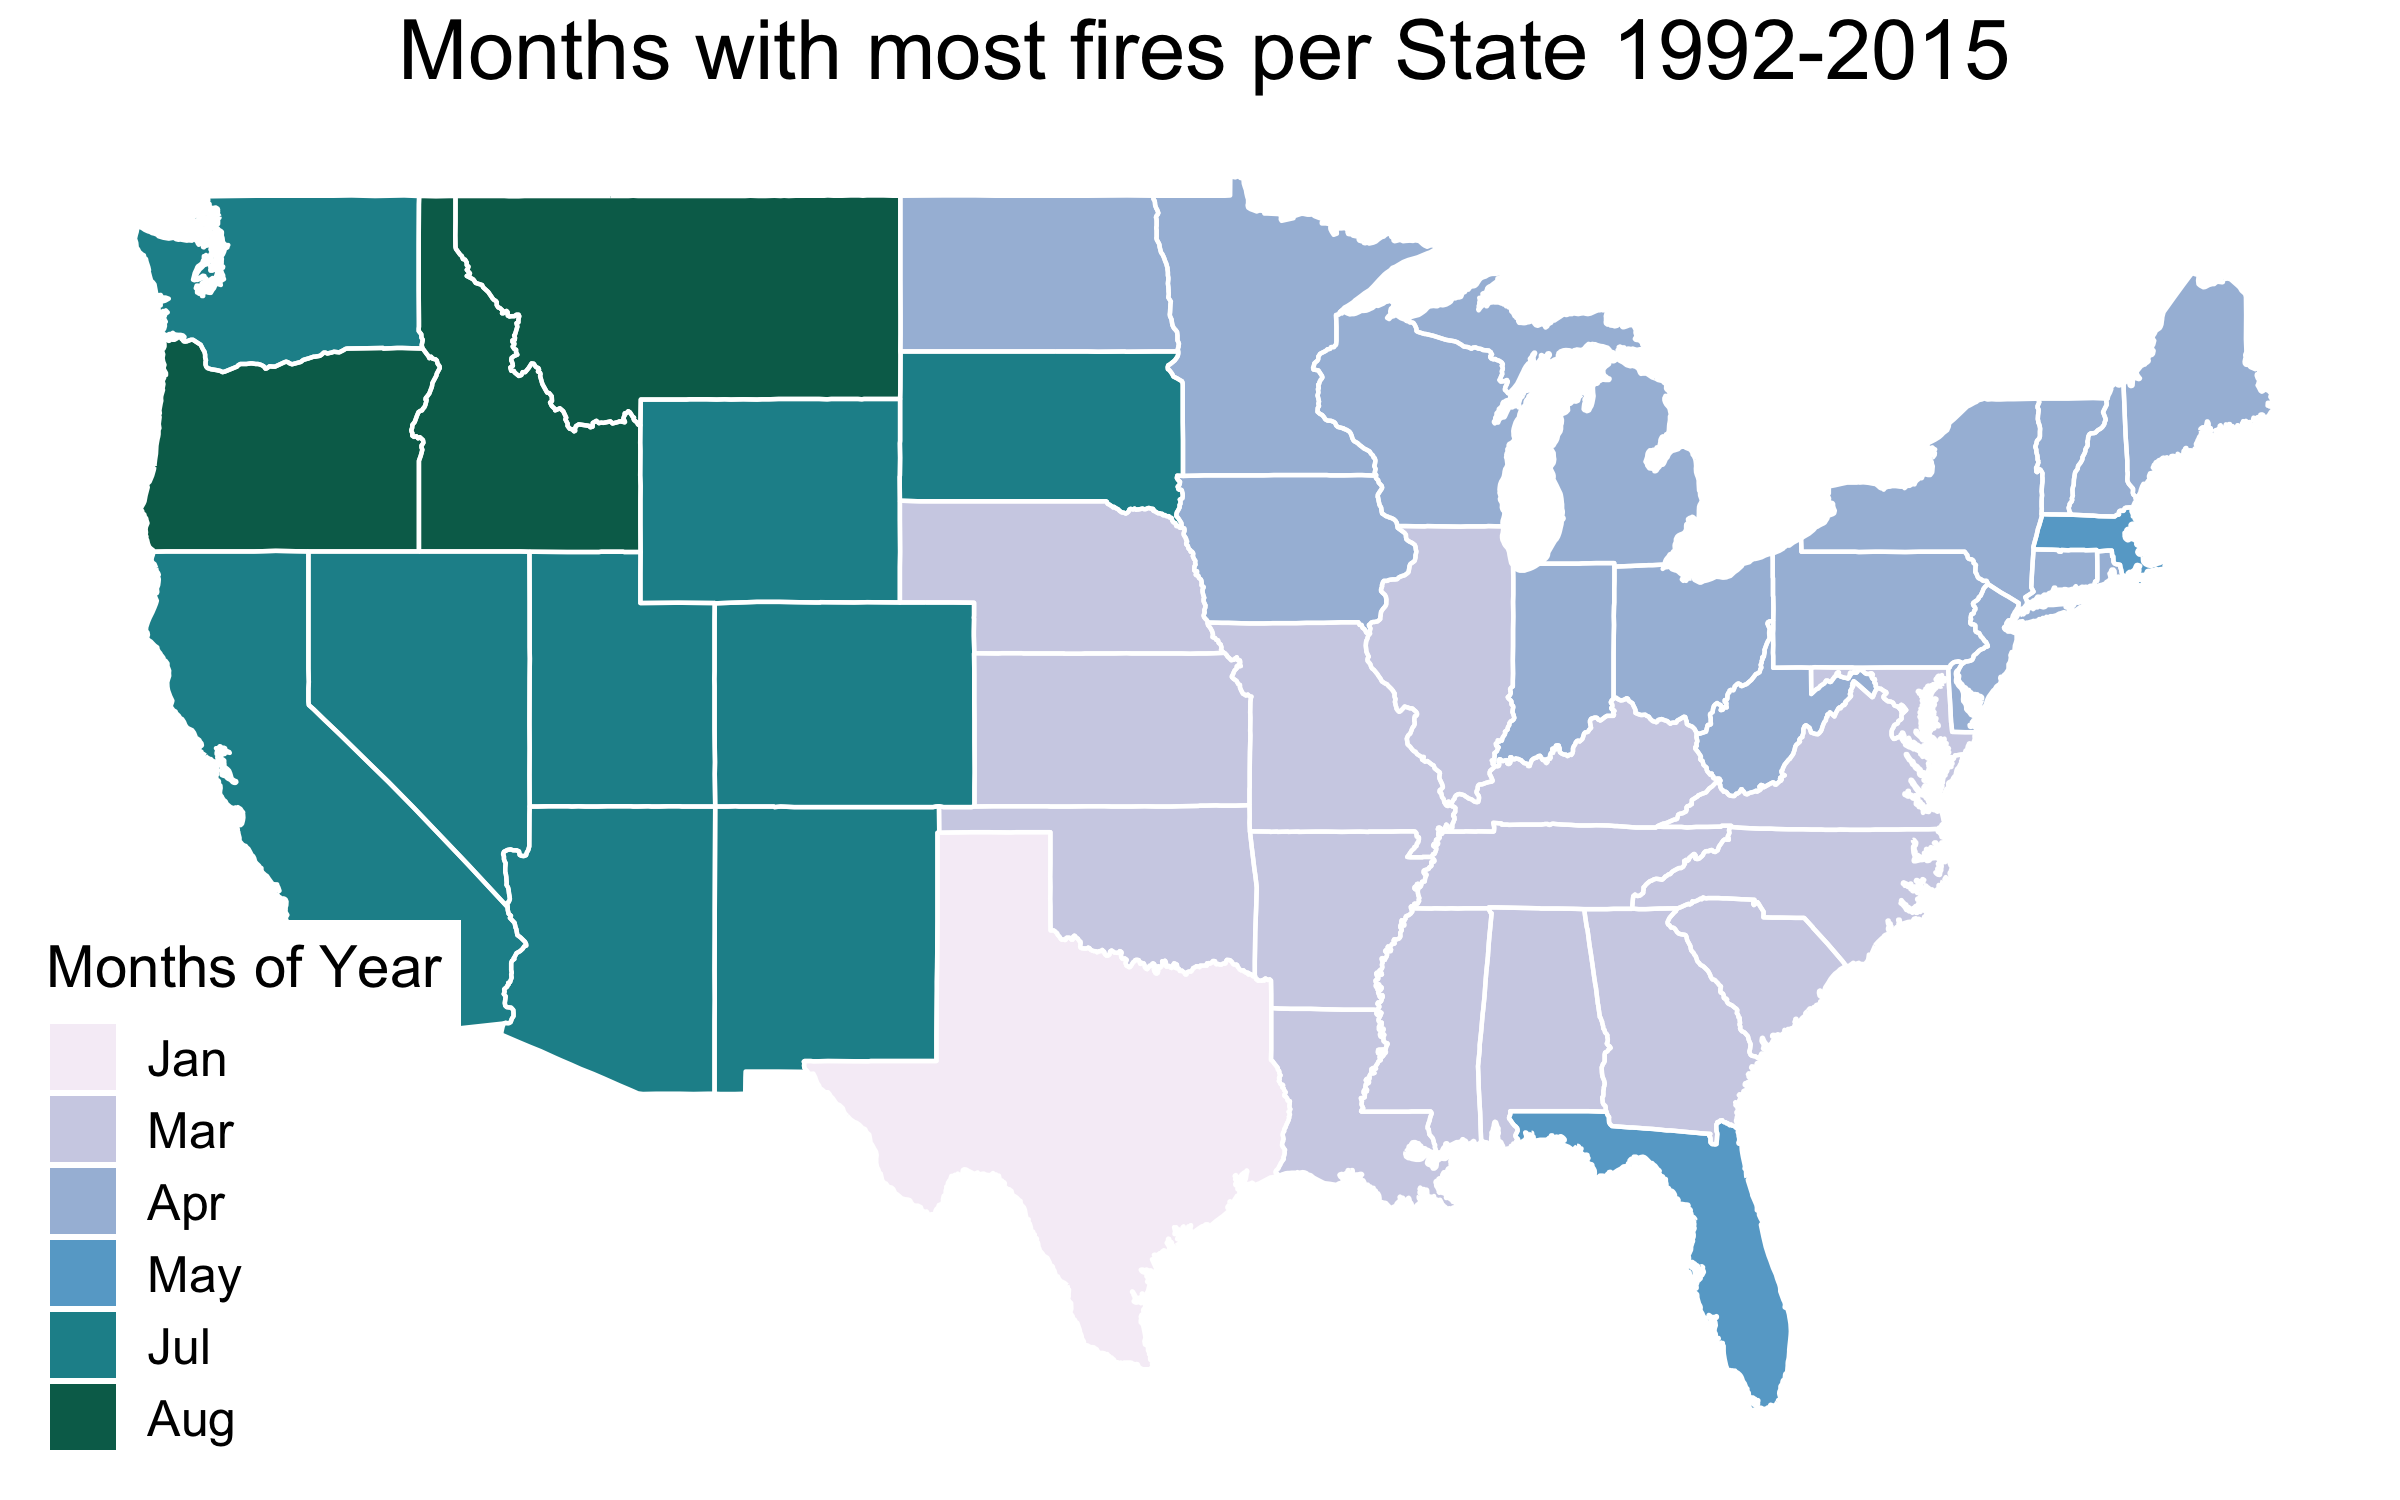 Months with most fires per State 1992-2015
Months of Year
Jan
Mar
Apr
May
Jul
Aug